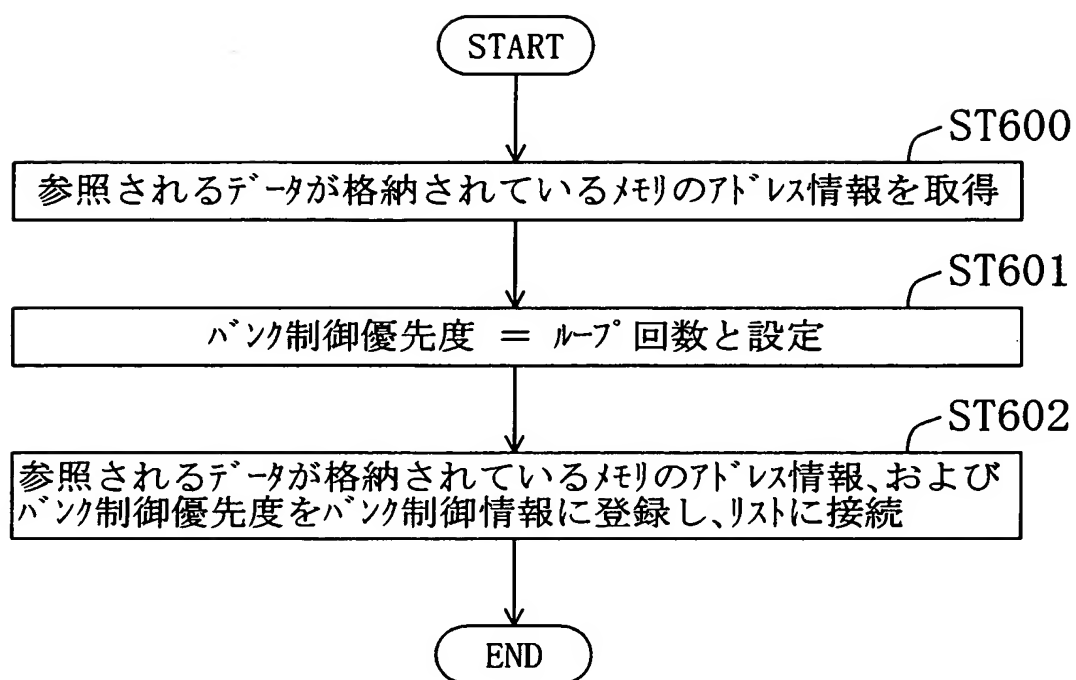 START
ST600
参照されるﾃﾞｰﾀが格納されているﾒﾓﾘのｱﾄﾞﾚｽ情報を取得
ST601
ﾊﾞﾝｸ制御優先度 ＝ ﾙｰﾌﾟ回数と設定
ST602
参照されるﾃﾞｰﾀが格納されているﾒﾓﾘのｱﾄﾞﾚｽ情報、および
ﾊﾞﾝｸ制御優先度をﾊﾞﾝｸ制御情報に登録し、ﾘｽﾄに接続
END